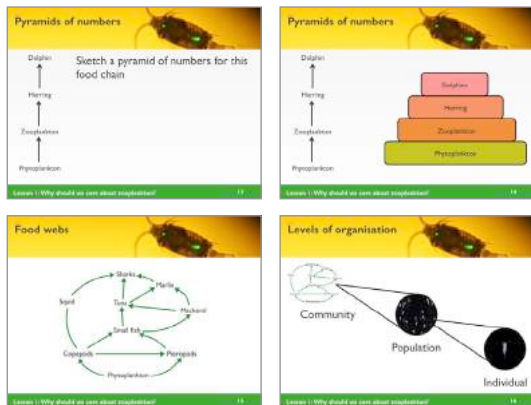 Pyramids of numbers
Dolphin
Herring
Zooplankton
Phytoplankton
Sketch a pyramid of numbers for this
food chain
Lesson 1: Why should we care about zooplankton?
13
Pyramids of numbers
Dolphin
Herring
Zooplankton
Phytoplankton
Dolphin
Herring
Zooplankton
Phytoplankton
Lesson 1: Why should we care about zooplankton?
14
Food webs
Sharks
Marlin
Squid
Tuna
Mackerel
Small fish
Copepods
Pteropods
Phytoplankton
Lesson 1: Why should we care about zooplankton?
15
Levels of organisation
Community
Population
Individual
Lesson 1: Why should we care about zooplankton?
16